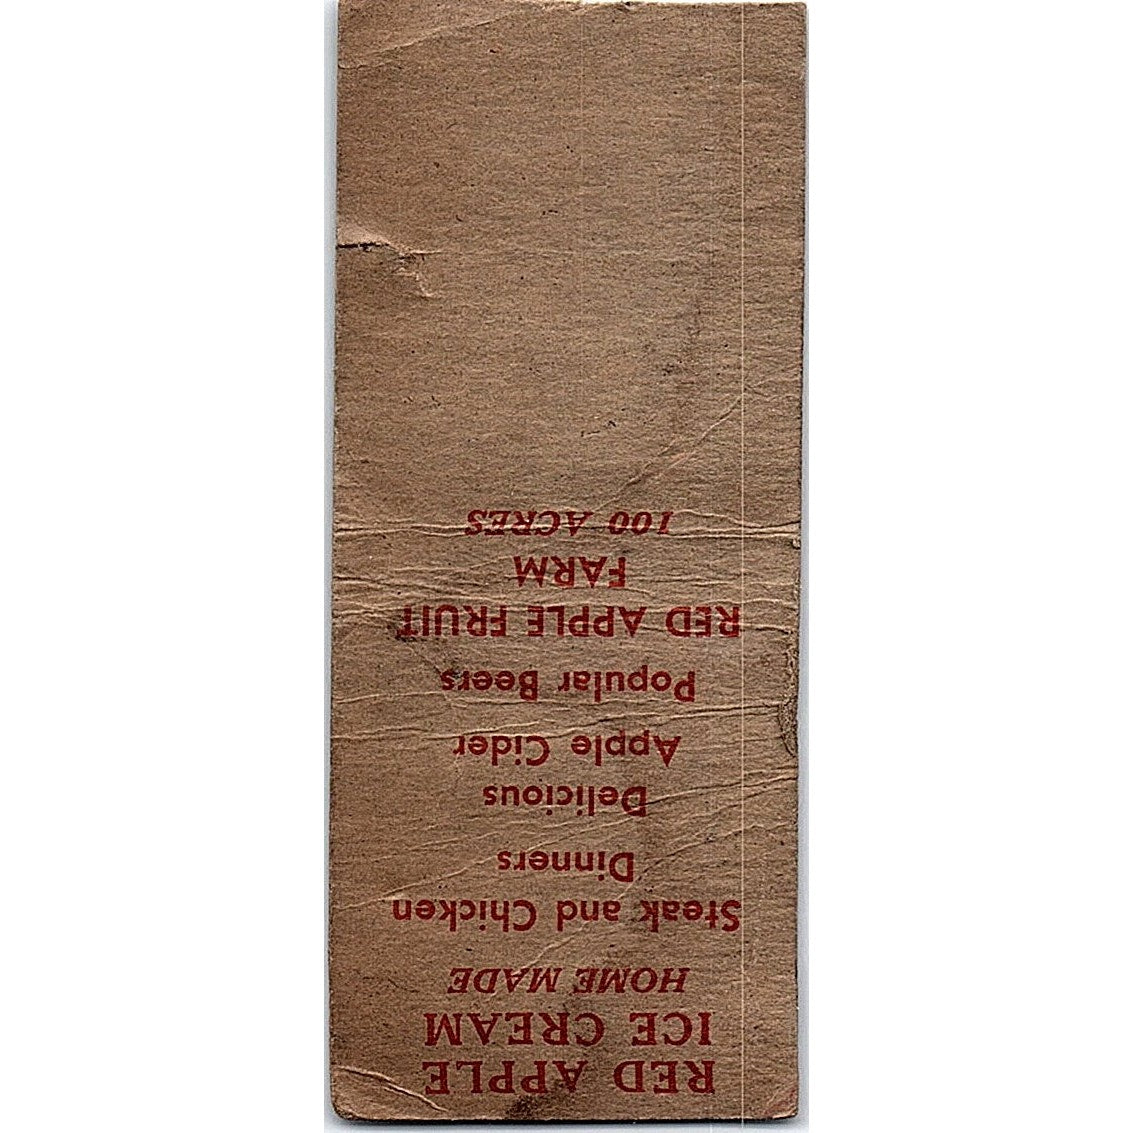 RED APPLE
ICE CREAM
HOME MADE
Steak and Chicken
Dinners
Delicious
Apple Cider
Popular Beers
RED APPLE FRUIT
FARM
100 ACRES